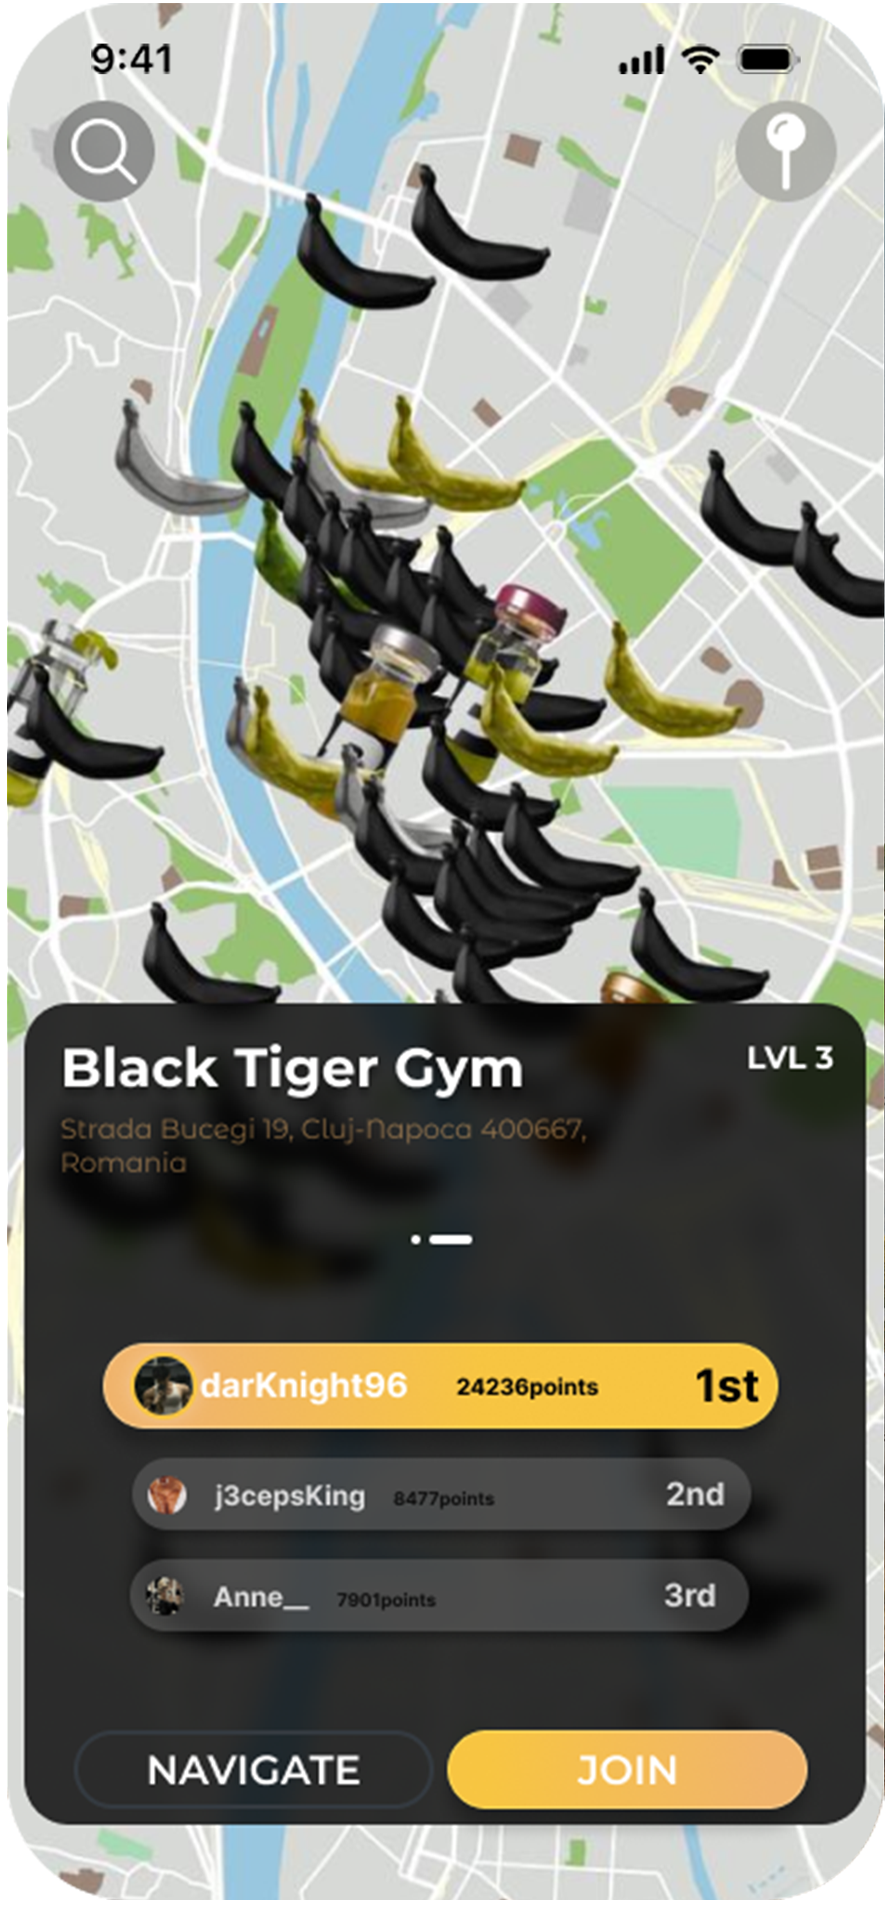 9:41
Black Tiger Gym
LVL 3
Strada Bucegi 19, Cluj-Napoca 400667,
Romania
darKnight96 24236points 1st
j3cepsKing 8477points 2nd
Anne__ 7901points 3rd
NAVIGATE JOIN